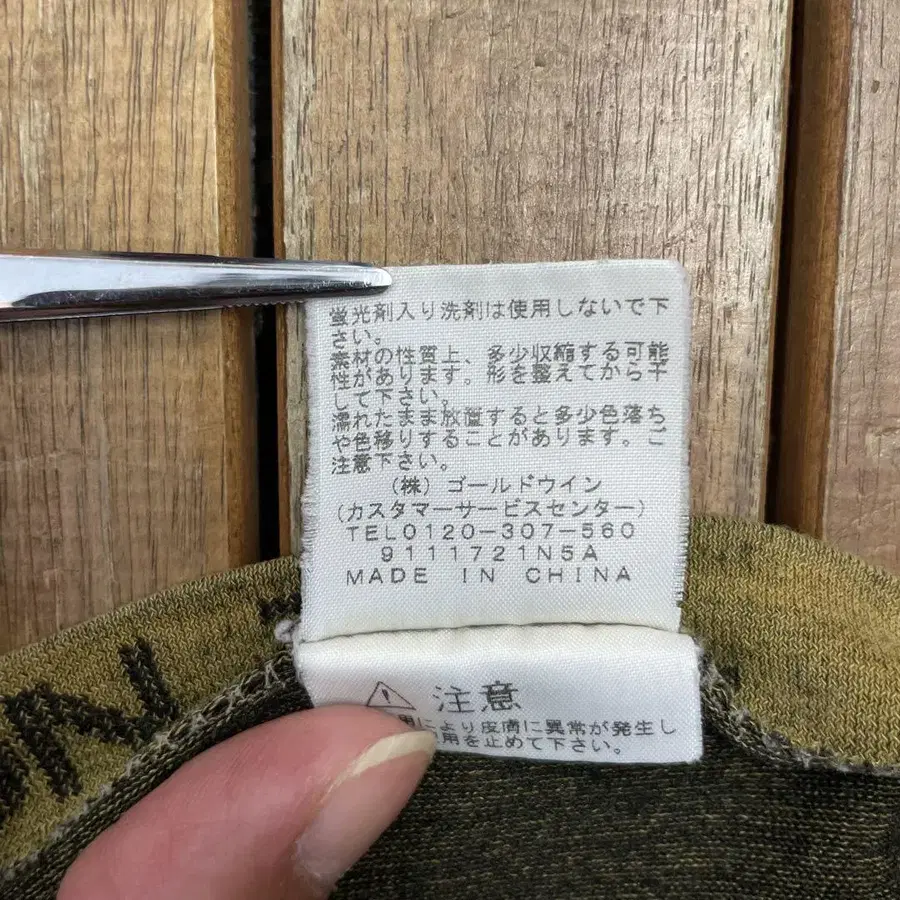 蛍光剤入り洗剤は使用しないで下
さい。
素材の性質上、多少収縮する可能
性があります。形を整えてから干
して下さい。
濡れたまま放置すると多少色落ち
や色移りすることがあります。ご
注意下さい。
(株)ゴールドウイン
(カスタマーサービスセンター)
TEL0120-307-560
9111721N5A
MADE IN CHINA
⚠ 注意
用により皮膚に異常が発生し
用を止めて下さい。